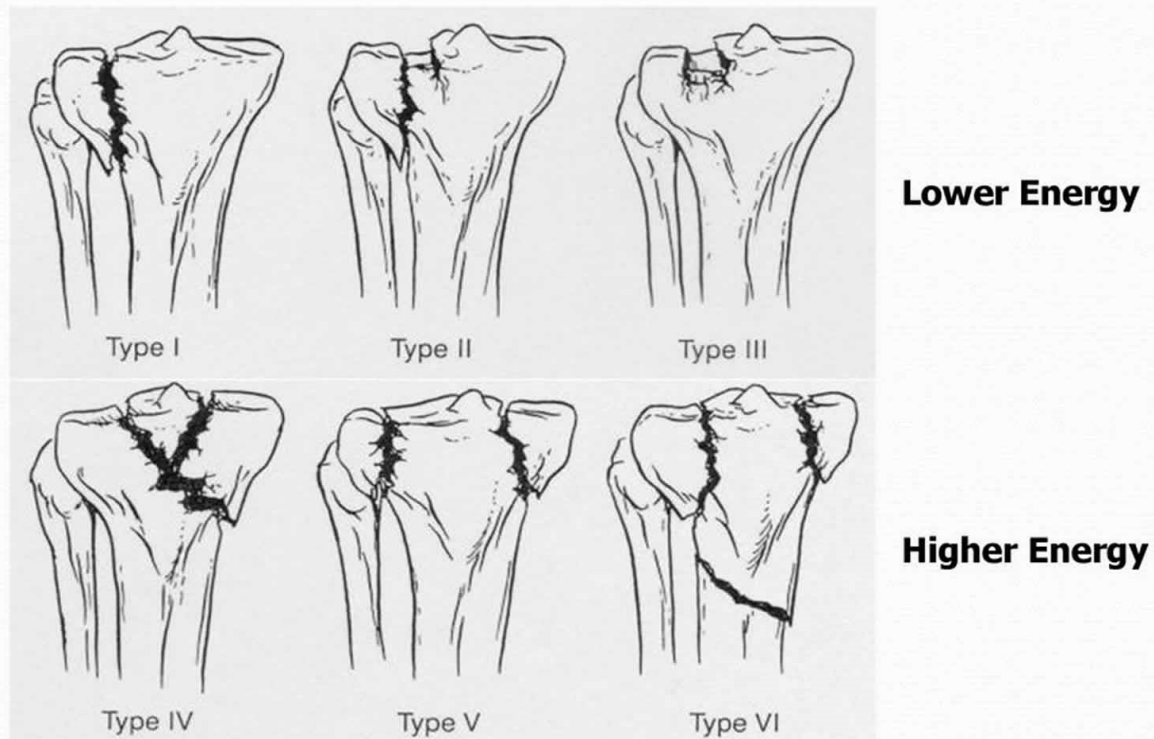 Type I
Type II
Type III
Lower Energy
Type IV
Type V
Type VI
Higher Energy